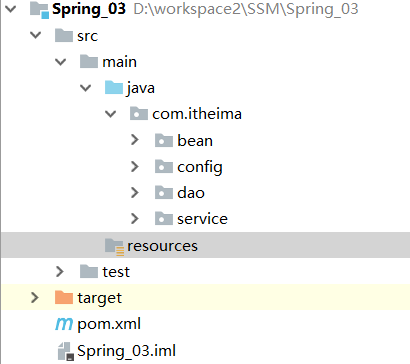 Spring_03 D:\workspace2\SSM\Spring_03
src
main
java
com.itheima
bean
config
dao
service
resources
test
target
pom.xml
Spring_03.iml